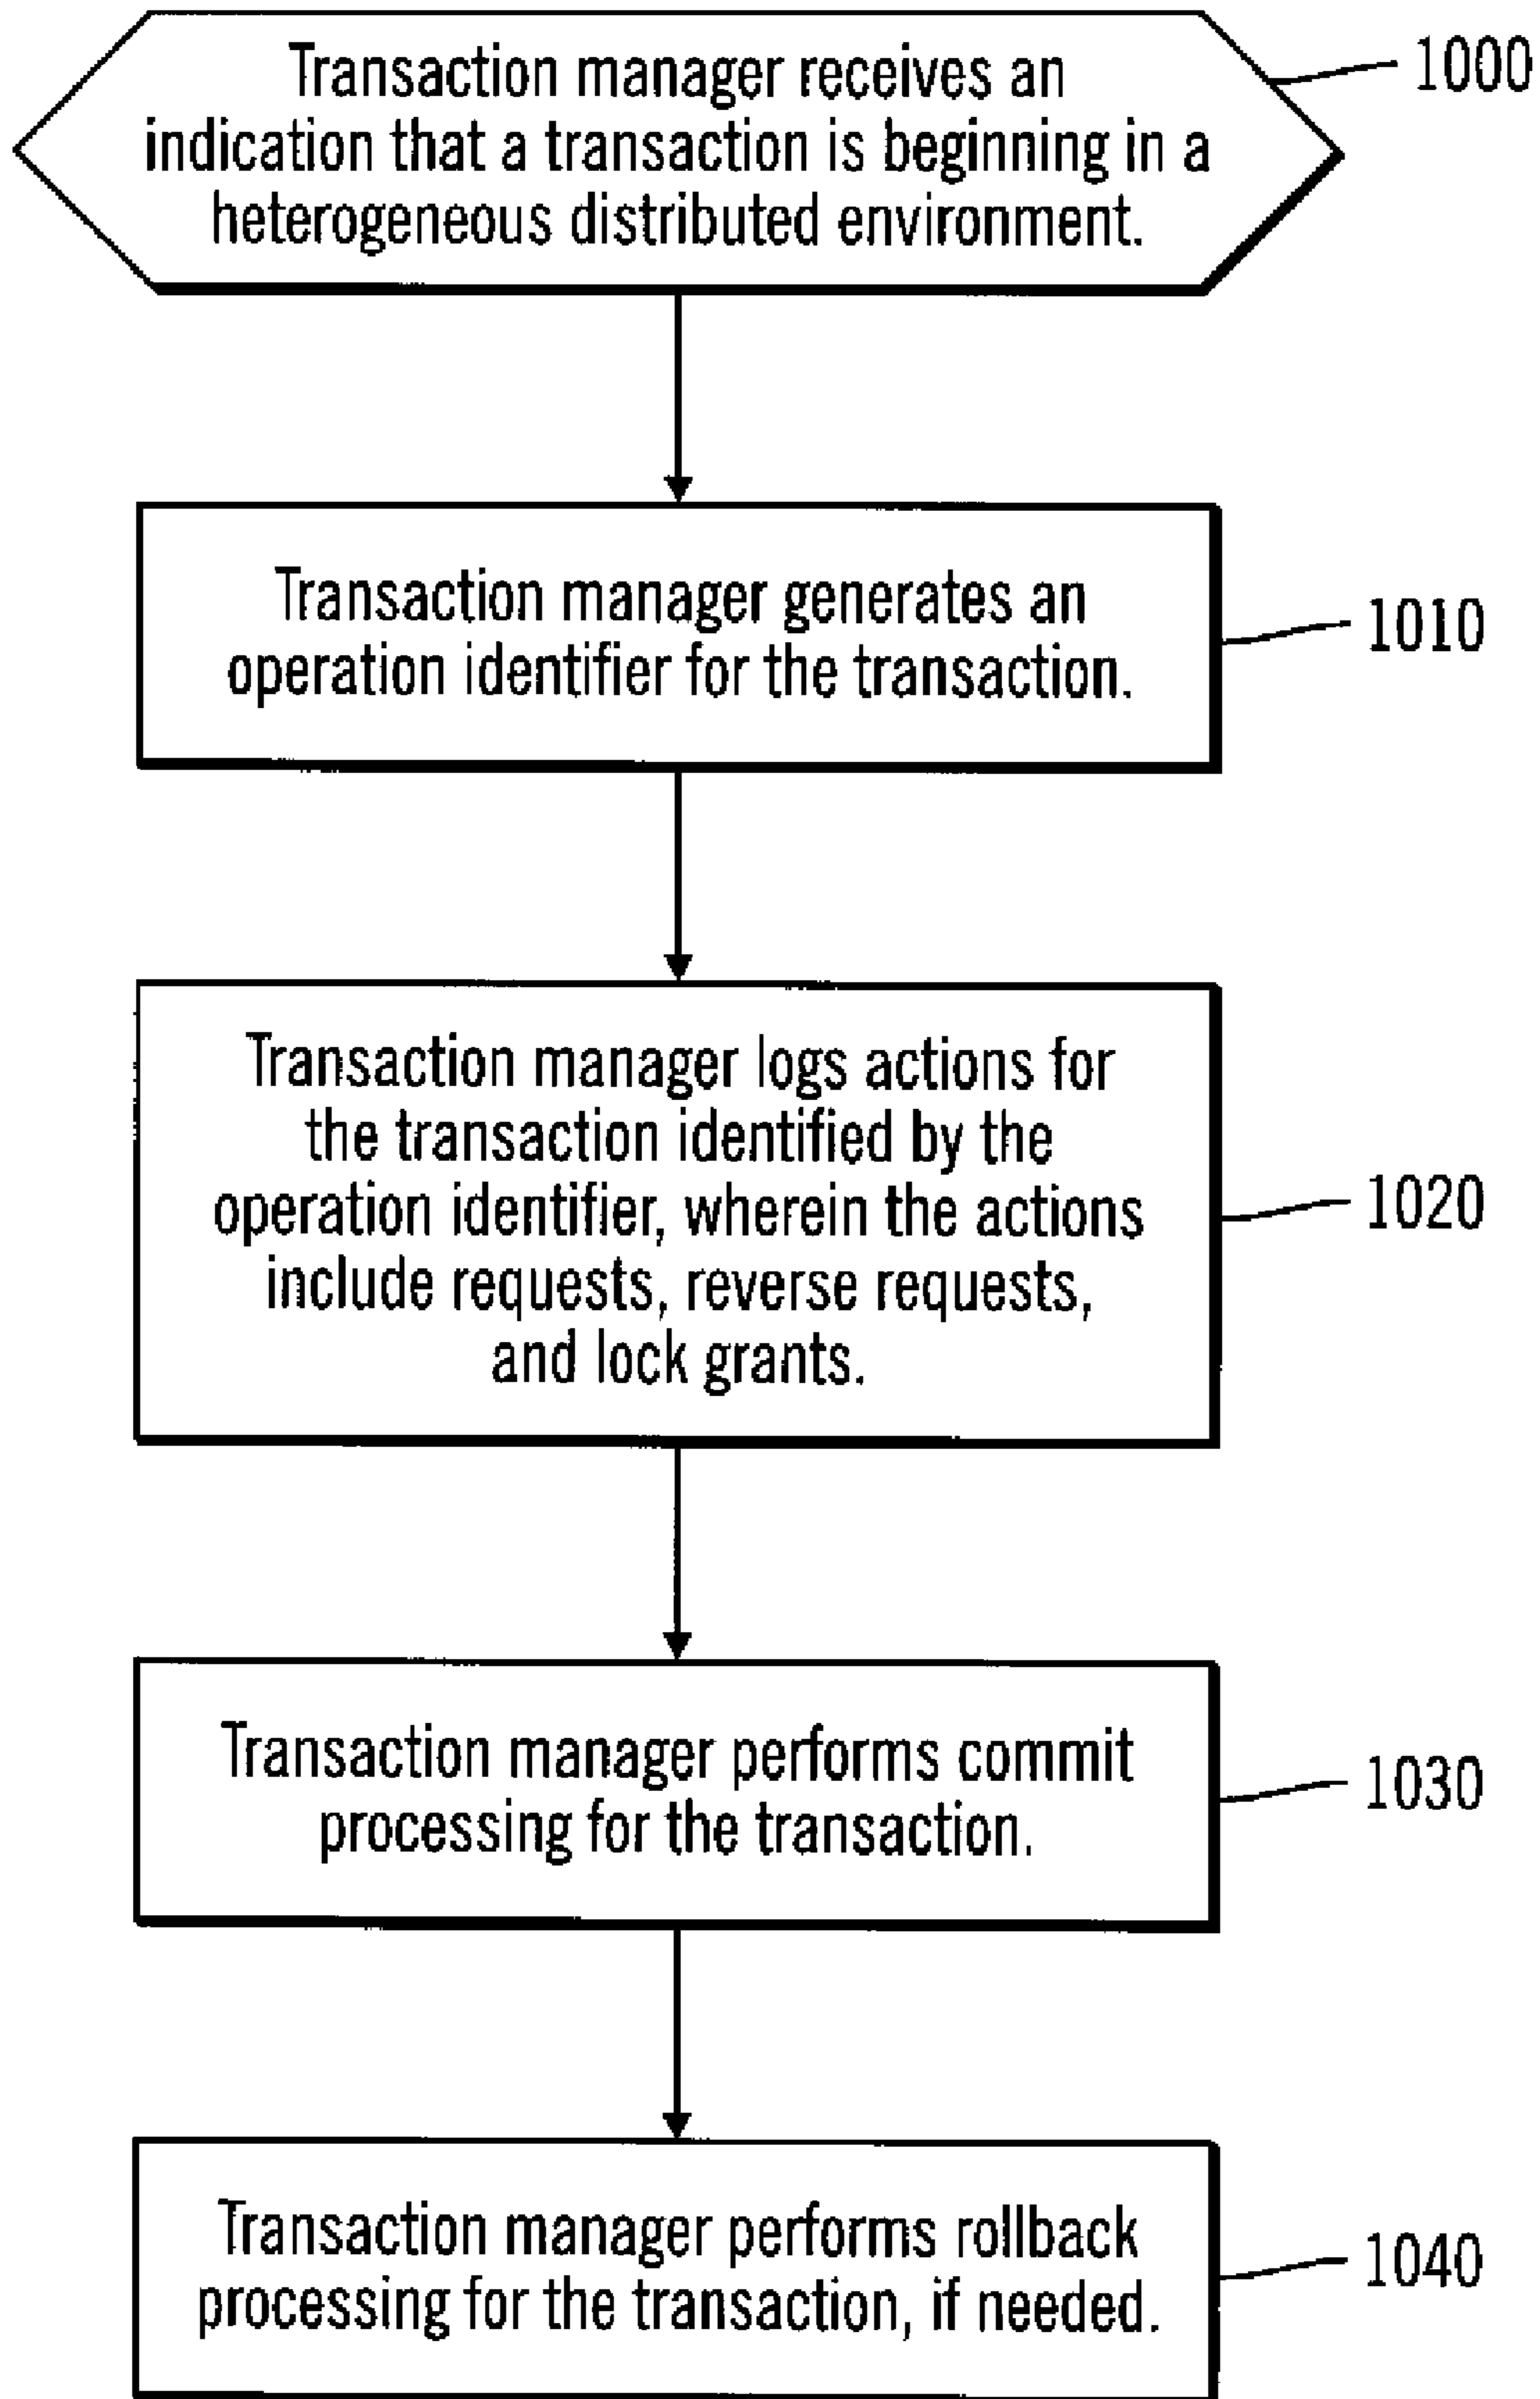 Transaction manager receives an
indication that a transaction is beginning in a
heterogeneous distributed environment.
1000
Transaction manager generates an
operation identifier for the transaction.
1010
Transaction manager logs actions for
the transaction identified by the
operation identifier, wherein the actions
include requests, reverse requests,
and lock grants.
1020
Transaction manager performs commit
processing for the transaction.
1030
Transaction manager performs rollback
processing for the transaction, if needed.
1040